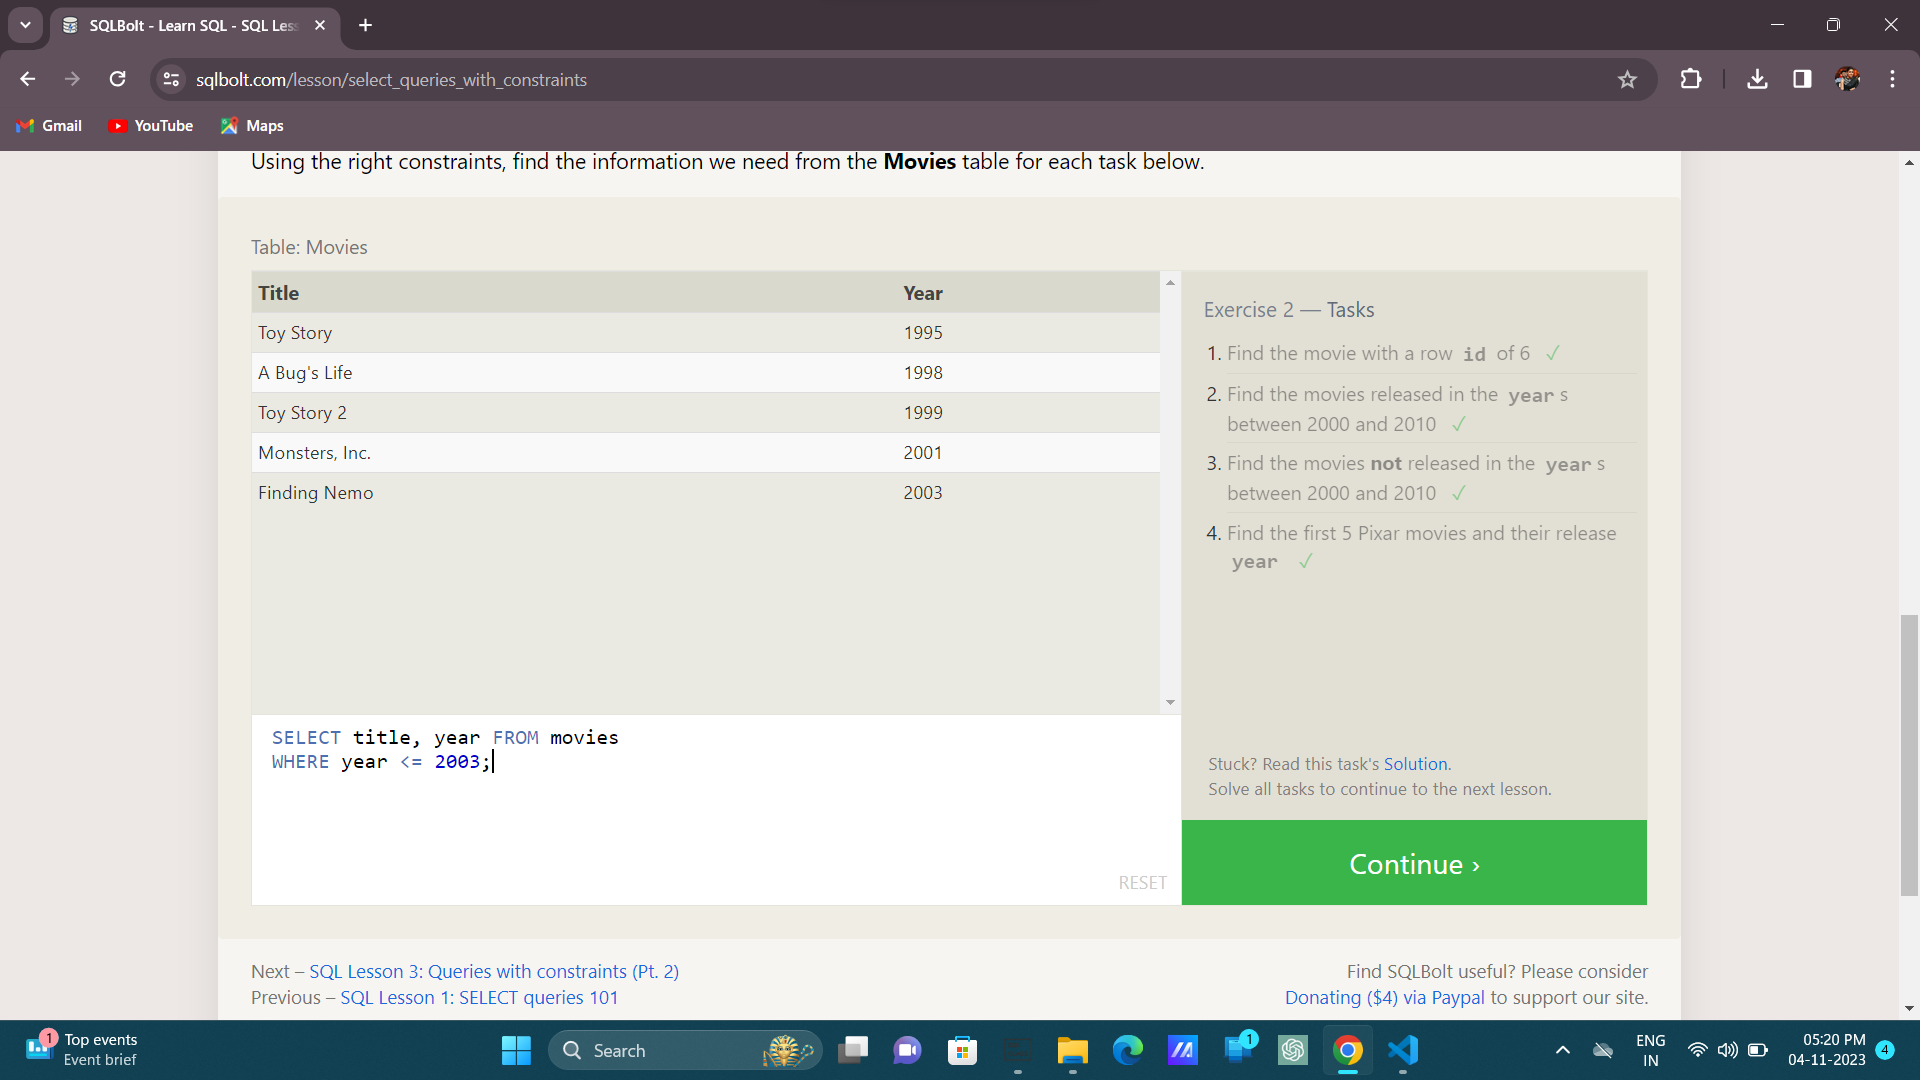 SQLBolt - Learn SQL - SQL Less
sqlbolt.com/lesson/select_queries_with_constraints
Gmail
YouTube
Maps
Using the right constraints, find the information we need from the Movies table for each task below.
Table: Movies
Title Year
Toy Story 1995
A Bug's Life 1998
Toy Story 2 1999
Monsters, Inc. 2001
Finding Nemo 2003
SELECT title, year FROM movies
WHERE year <= 2003;
RESET
Exercise 2 — Tasks
1. Find the movie with a row id of 6 ✓
2. Find the movies released in the year s
between 2000 and 2010 ✓
3. Find the movies not released in the year s
between 2000 and 2010 ✓
4. Find the first 5 Pixar movies and their release
year ✓
Stuck? Read this task's Solution.
Solve all tasks to continue to the next lesson.
Continue ›
Next – SQL Lesson 3: Queries with constraints (Pt. 2)
Previous – SQL Lesson 1: SELECT queries 101
Find SQLBolt useful? Please consider
Donating ($4) via Paypal to support our site.
1
Top events
Event brief
Search
1
ENG
IN
05:20 PM
04-11-2023
4